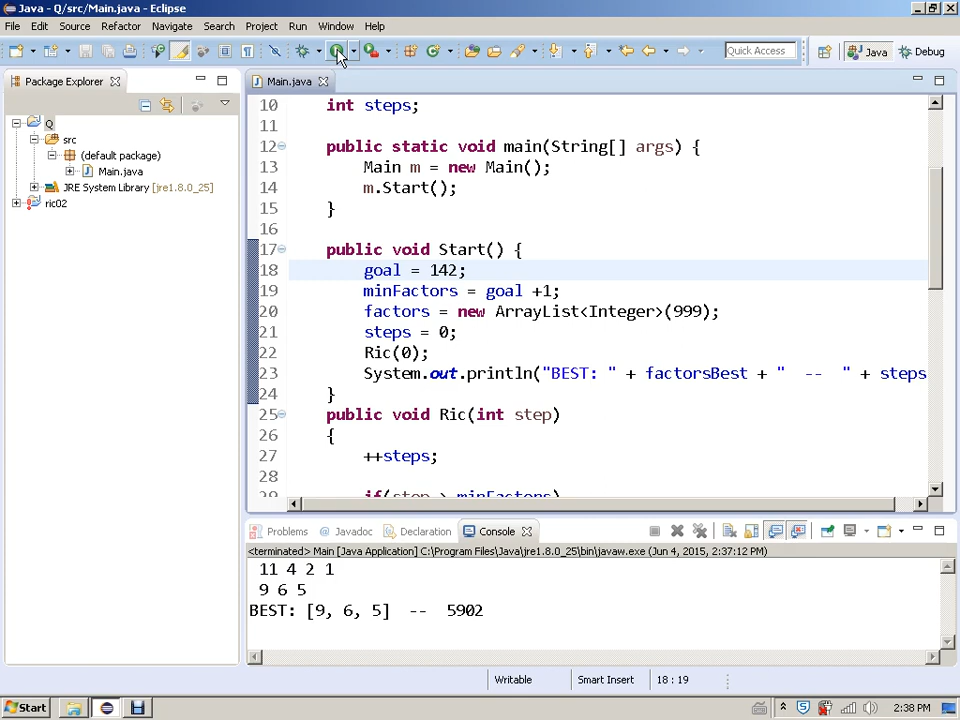 Java - Q/src/Main.java - Eclipse
File Edit Source Refactor Navigate Search Project Run Window Help
Quick Access
Java
Debug
Package Explorer
Main.java
Q
src
(default package)
Main.java
JRE System Library [jre1.8.0_25]
ric02
10 int steps;
11
12 public static void main(String[] args) {
13 Main m = new Main();
14 m.Start();
15 }
16
17 public void Start() {
18 goal = 142;
19 minFactors = goal +1;
20 factors = new ArrayList<Integer>(999);
21 steps = 0;
22 Ric(0);
23 System.out.println("BEST: " + factorsBest + "  --  " + steps
24 }
25 public void Ric(int step)
26 {
27 ++steps;
28
29 if(step > minFactors)
Problems @ Javadoc Declaration Console
<terminated> Main [Java Application] C:\Program Files\Java\jre1.8.0_25\bin\javaw.exe (Jun 4, 2015, 2:37:12 PM)
11 4 2 1
9 6 5
BEST: [9, 6, 5]  --  5902
Writable
Smart Insert
18 : 19
Start
2:38 PM